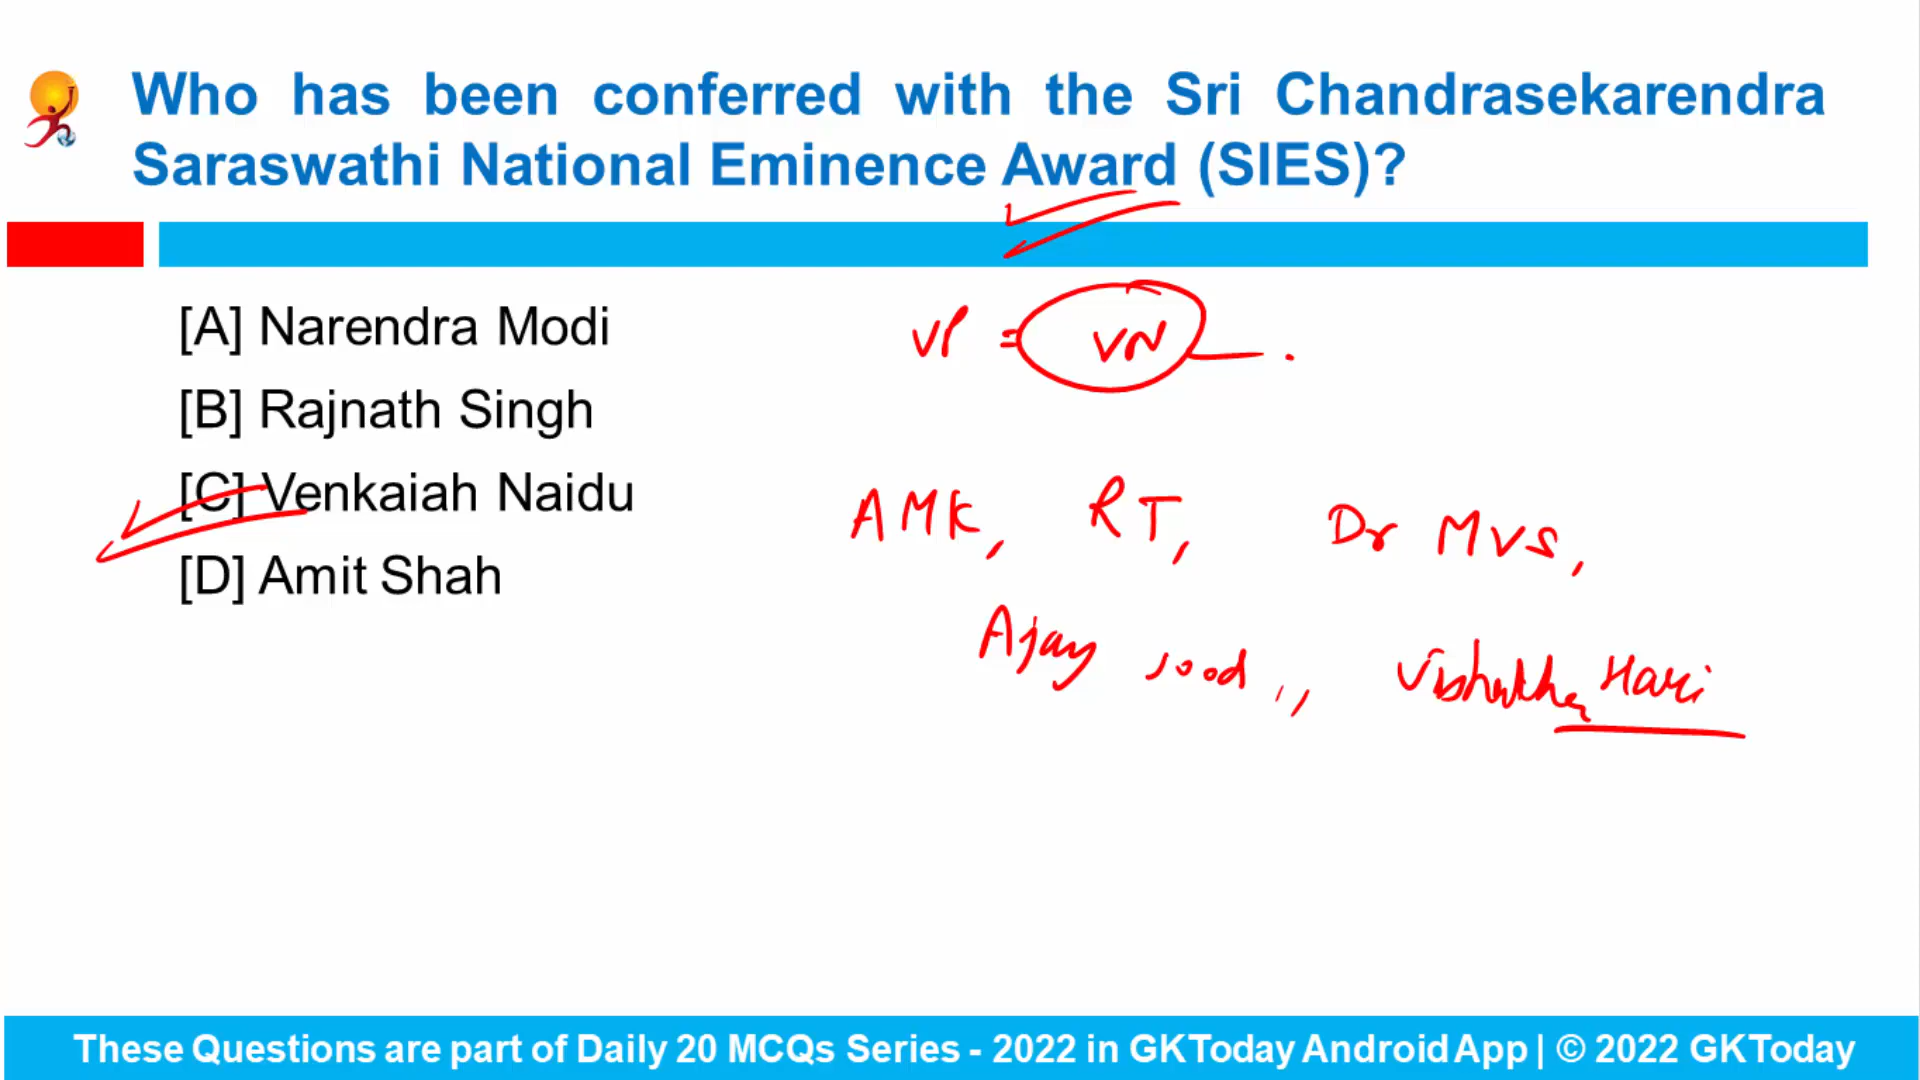 Who has been conferred with the Sri Chandrasekarendra
Saraswathi National Eminence Award (SIES)?
[A] Narendra Modi
VP = VN
[B] Rajnath Singh
[C] Venkaiah Naidu
AMK, RT, Dr MVS,
[D] Amit Shah
Ajay sood,, Vishakha Hari
These Questions are part of Daily 20 MCQs Series - 2022 in GKToday Android App | © 2022 GKToday